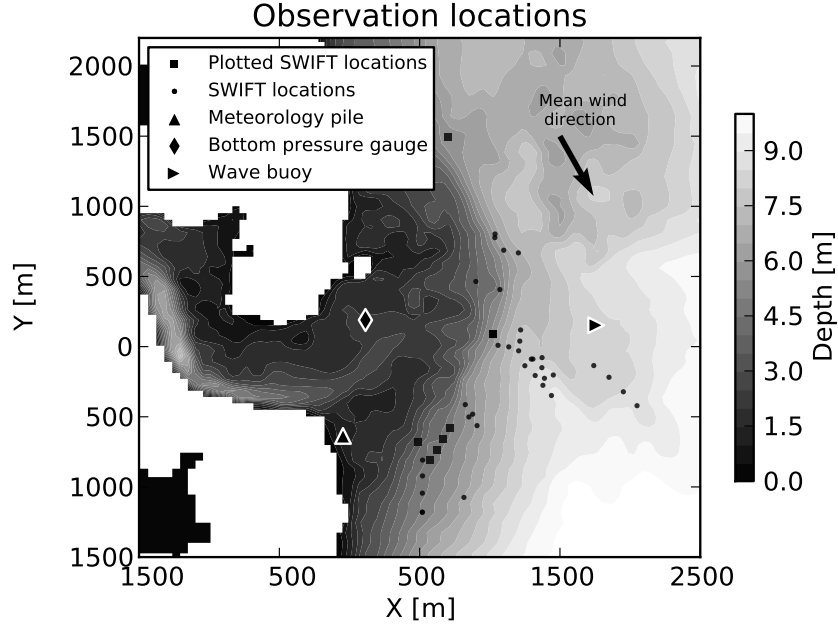 Observation locations
Plotted SWIFT locations
SWIFT locations
Meteorology pile
Bottom pressure gauge
Wave buoy
Mean wind
direction
2000
1500
1000
500
0
500
1000
1500
Y [m]
1500 500 500 1500 2500
X [m]
9.0
7.5
6.0
4.5
3.0
1.5
0.0
Depth [m]